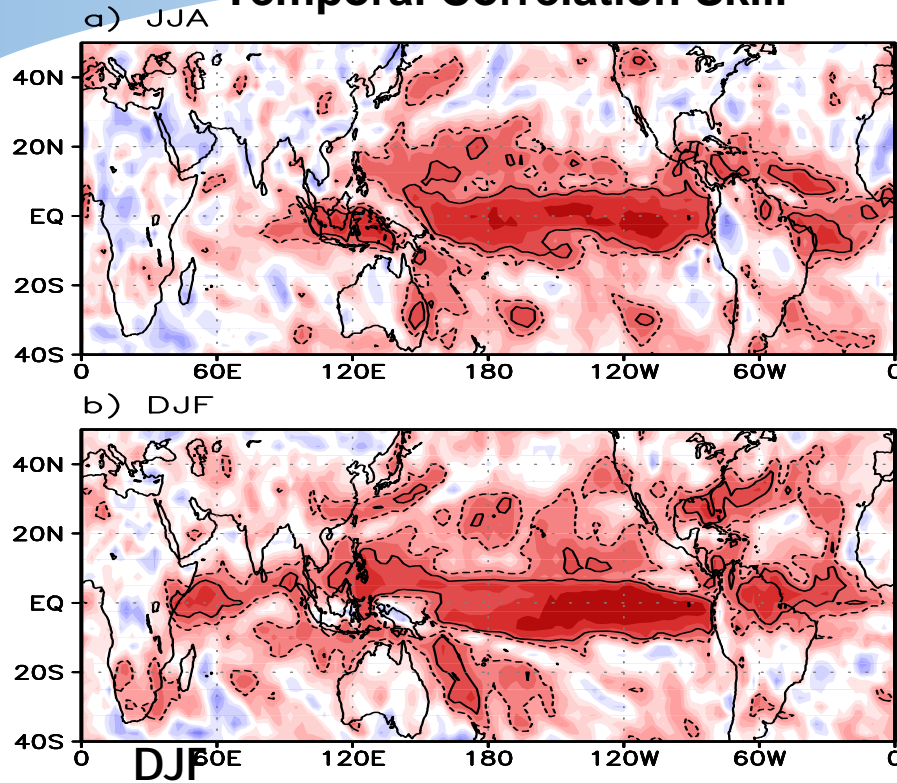 Temporal Correlation Skill
a) JJA
40N
20N
EQ
20S
40S
0 60E 120E 180 120W 60W 0
b) DJF
40N
20N
EQ
20S
40S
0 60E 120E 180 120W 60W 0
DJF